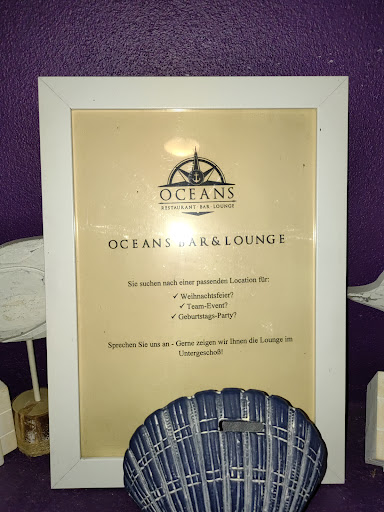 OCEANS
RESTAURANT BAR LOUNGE
OCEANS BAR & LOUNGE
Sie suchen nach einer passenden Location für:
✓ Weihnachtsfeier?
✓ Team-Event?
✓ Geburtstags-Party?
Sprechen Sie uns an - Gerne zeigen wir Ihnen die Lounge im
Untergeschoß!